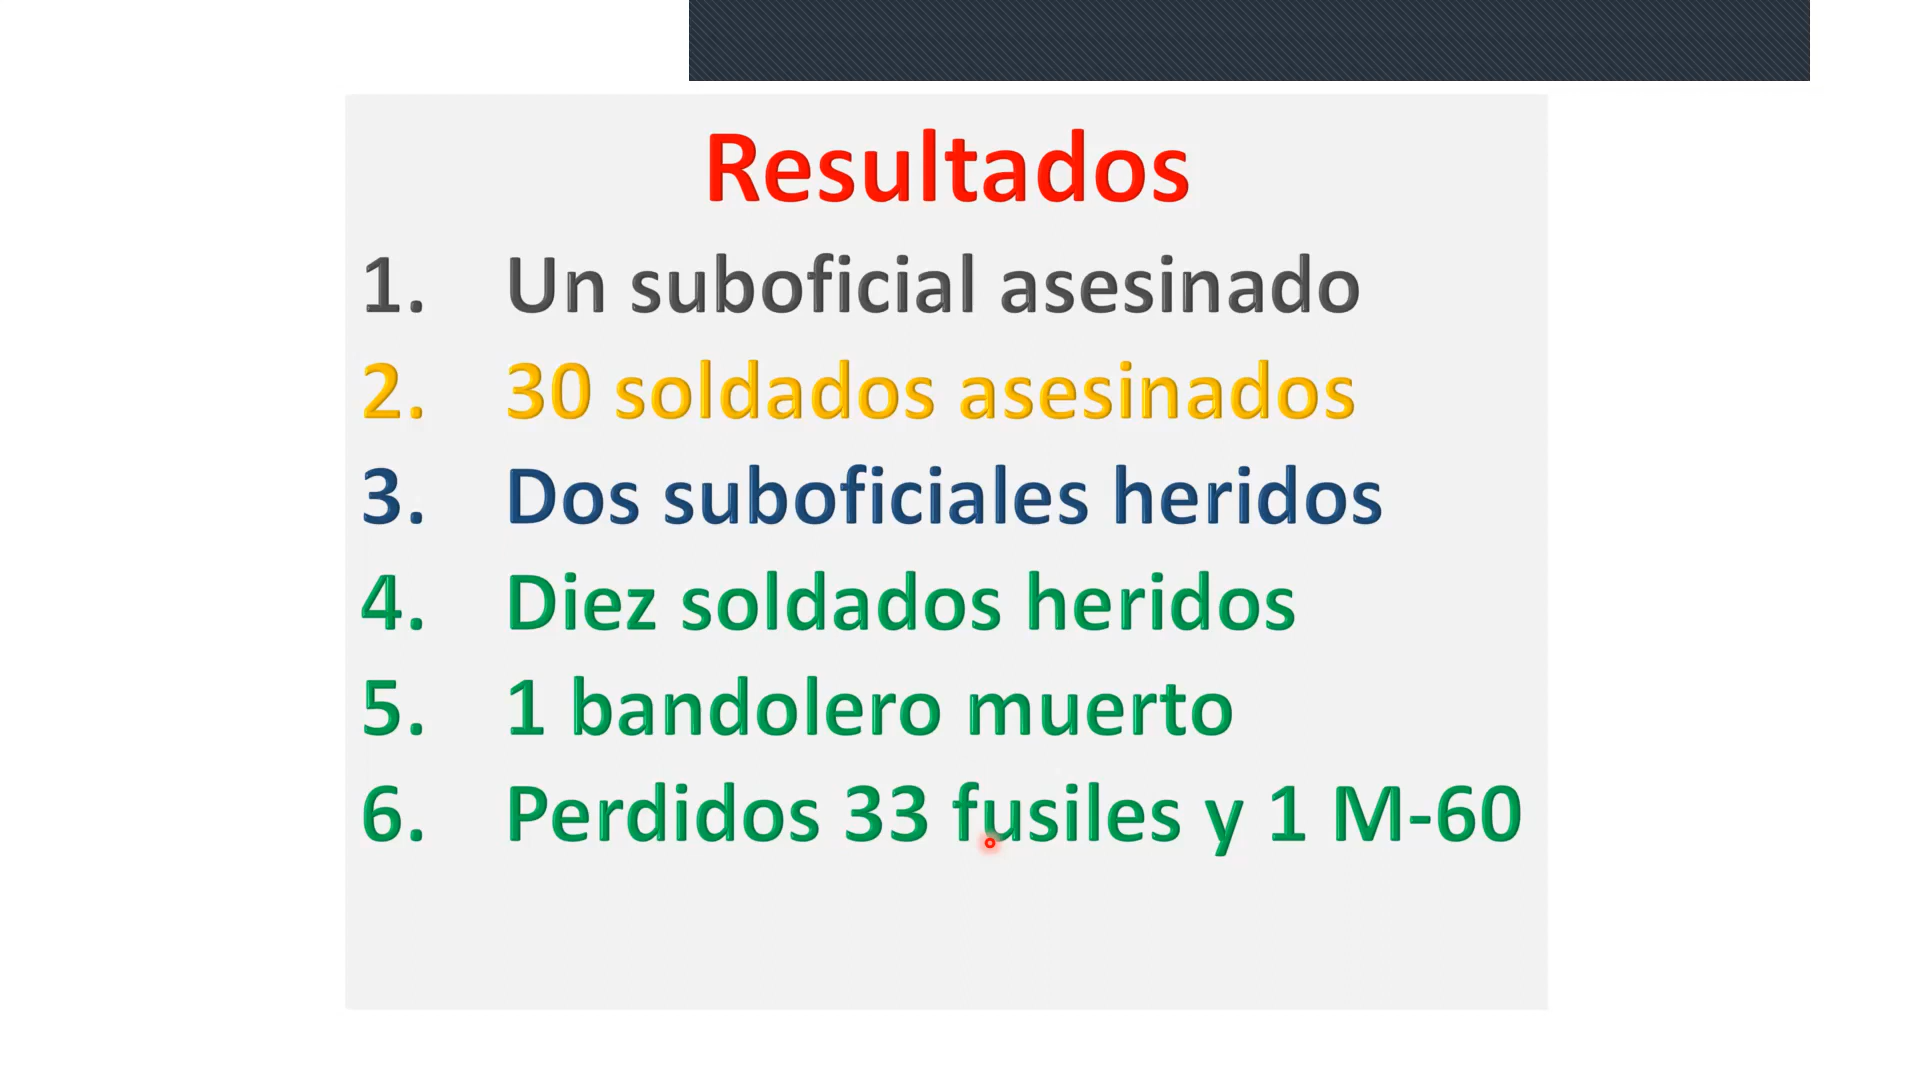 Resultados
1. Un suboficial asesinado
2. 30 soldados asesinados
3. Dos suboficiales heridos
4. Diez soldados heridos
5. 1 bandolero muerto
6. Perdidos 33 fusiles y 1 M-60